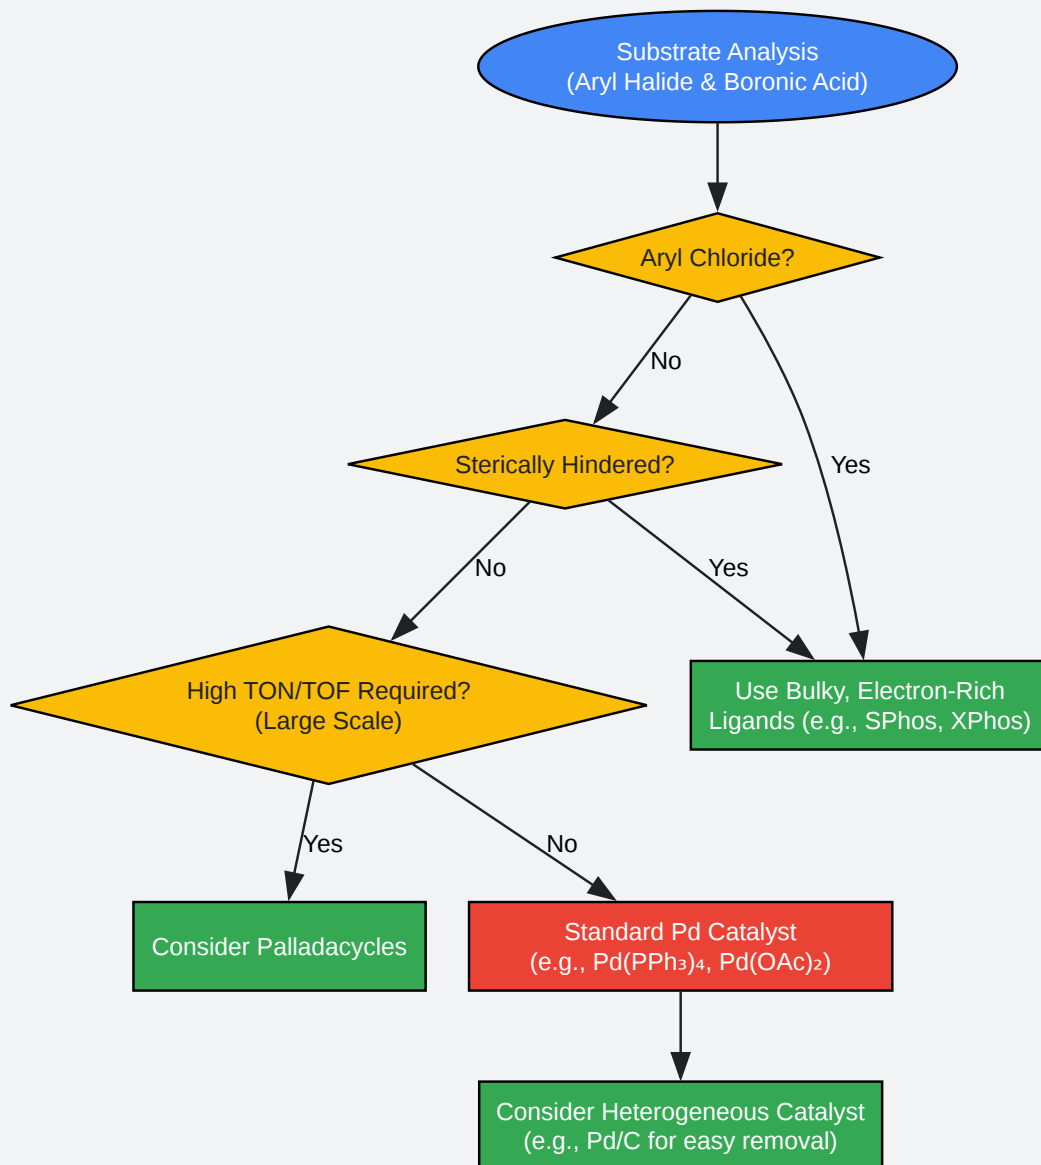 Substrate Analysis
(Aryl Halide & Boronic Acid)
Aryl Chloride?
No
Yes
Sterically Hindered?
No
Yes
High TON/TOF Required?
(Large Scale)
Use Bulky, Electron-Rich
Ligands (e.g., SPhos, XPhos)
Yes
No
Consider Palladacycles
Standard Pd Catalyst
(e.g., Pd(PPh₃)₄, Pd(OAc)₂)
Consider Heterogeneous Catalyst
(e.g., Pd/C for easy removal)